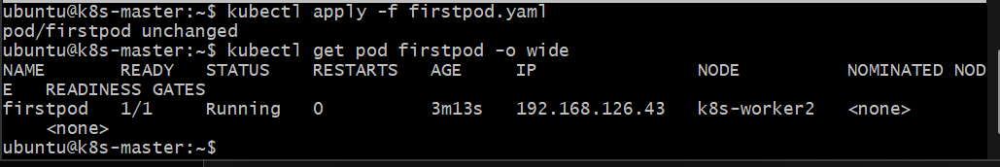 ubuntu@k8s-master:~$ kubectl apply -f firstpod.yaml
pod/firstpod unchanged
ubuntu@k8s-master:~$ kubectl get pod firstpod -o wide
NAME       READY   STATUS    RESTARTS   AGE     IP               NODE          NOMINATED NOD
E   READINESS GATES
firstpod   1/1     Running   0          3m13s   192.168.126.43   k8s-worker2   <none>
    <none>
ubuntu@k8s-master:~$